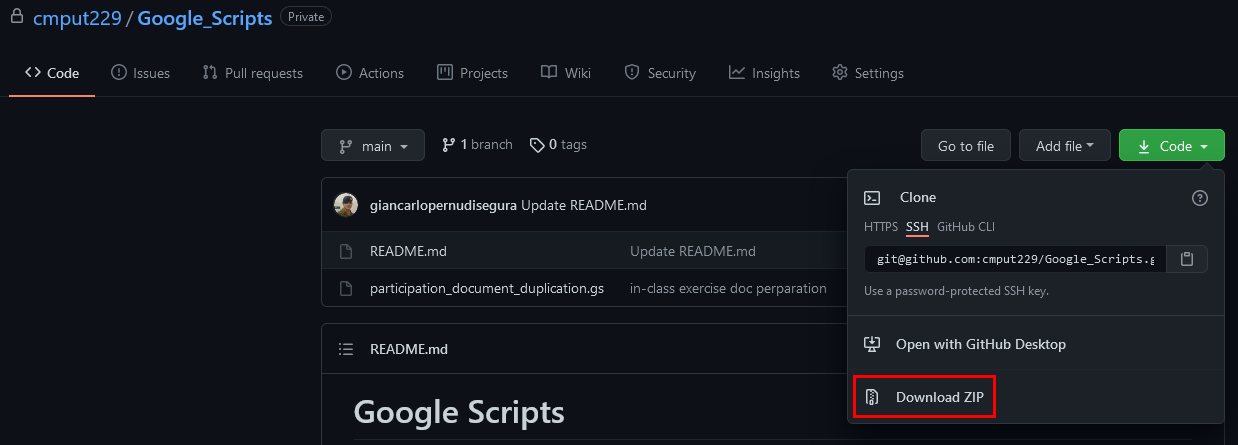 cmput229 / Google_Scripts Private
Code Issues Pull requests Actions Projects Wiki Security Insights Settings
main 1 branch 0 tags Go to file Add file Code
giancarlopernudisegura Update README.md
README.md Update README.md
participation_document_duplication.gs in-class exercise doc perparation
README.md
Google Scripts
Clone
HTTPS SSH GitHub CLI
git@github.com:cmput229/Google_Scripts.g
Use a password-protected SSH key.
Open with GitHub Desktop
Download ZIP